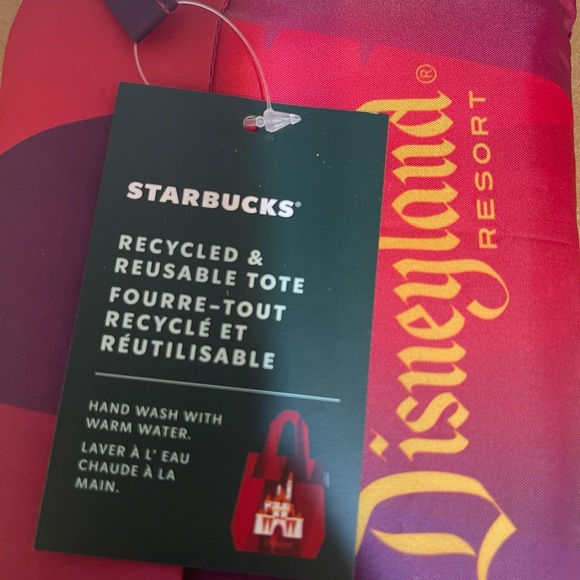 STARBUCKS®
RECYCLED &
REUSABLE TOTE
FOURRE-TOUT
RECYCLÉ ET
RÉUTILISABLE
HAND WASH WITH
WARM WATER.
LAVER À L' EAU
CHAUDE À LA
MAIN.
Disneyland®
RESORT